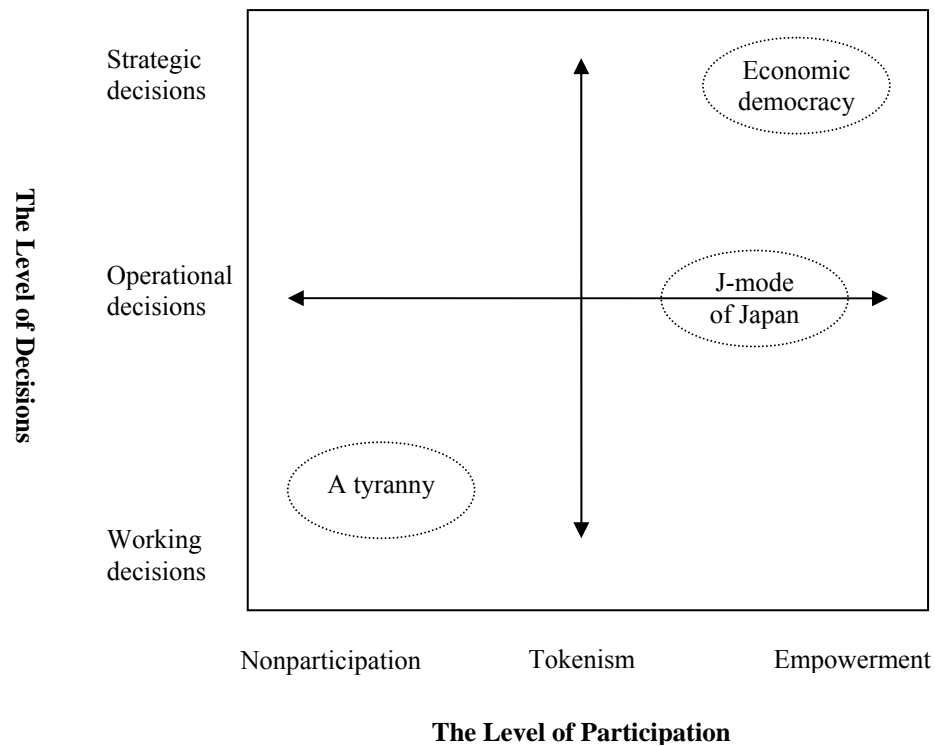 Strategic
decisions
Economic
democracy
The Level of Decisions
Operational
decisions
J-mode
of Japan
A tyranny
Working
decisions
Nonparticipation
Tokenism
Empowerment
The Level of Participation